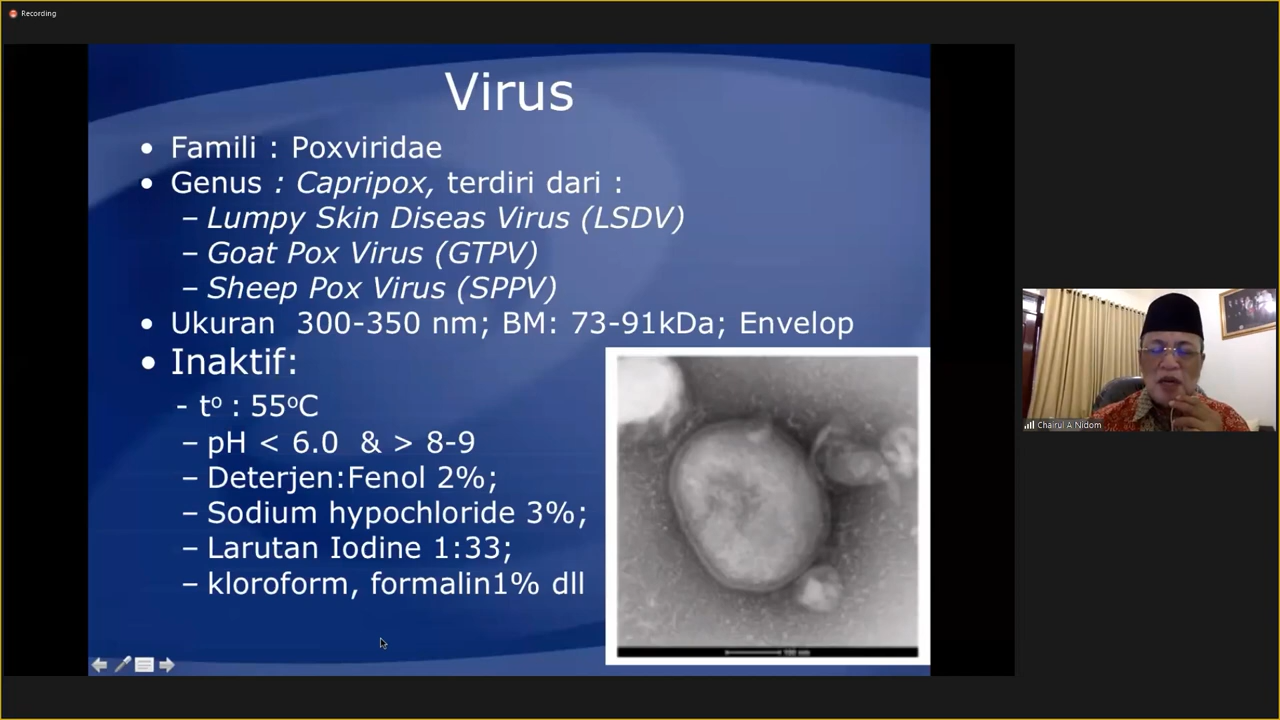 Recording
Virus
• Famili : Poxviridae
• Genus : Capripox, terdiri dari :
– Lumpy Skin Diseas Virus (LSDV)
– Goat Pox Virus (GTPV)
– Sheep Pox Virus (SPPV)
• Ukuran 300-350 nm; BM: 73-91kDa; Envelop
• Inaktif:
- tº : 55ºC
– pH < 6.0 & > 8-9
– Deterjen:Fenol 2%;
– Sodium hypochloride 3%;
– Larutan Iodine 1:33;
– kloroform, formalin1% dll
100 nm
Chairul A Nidom